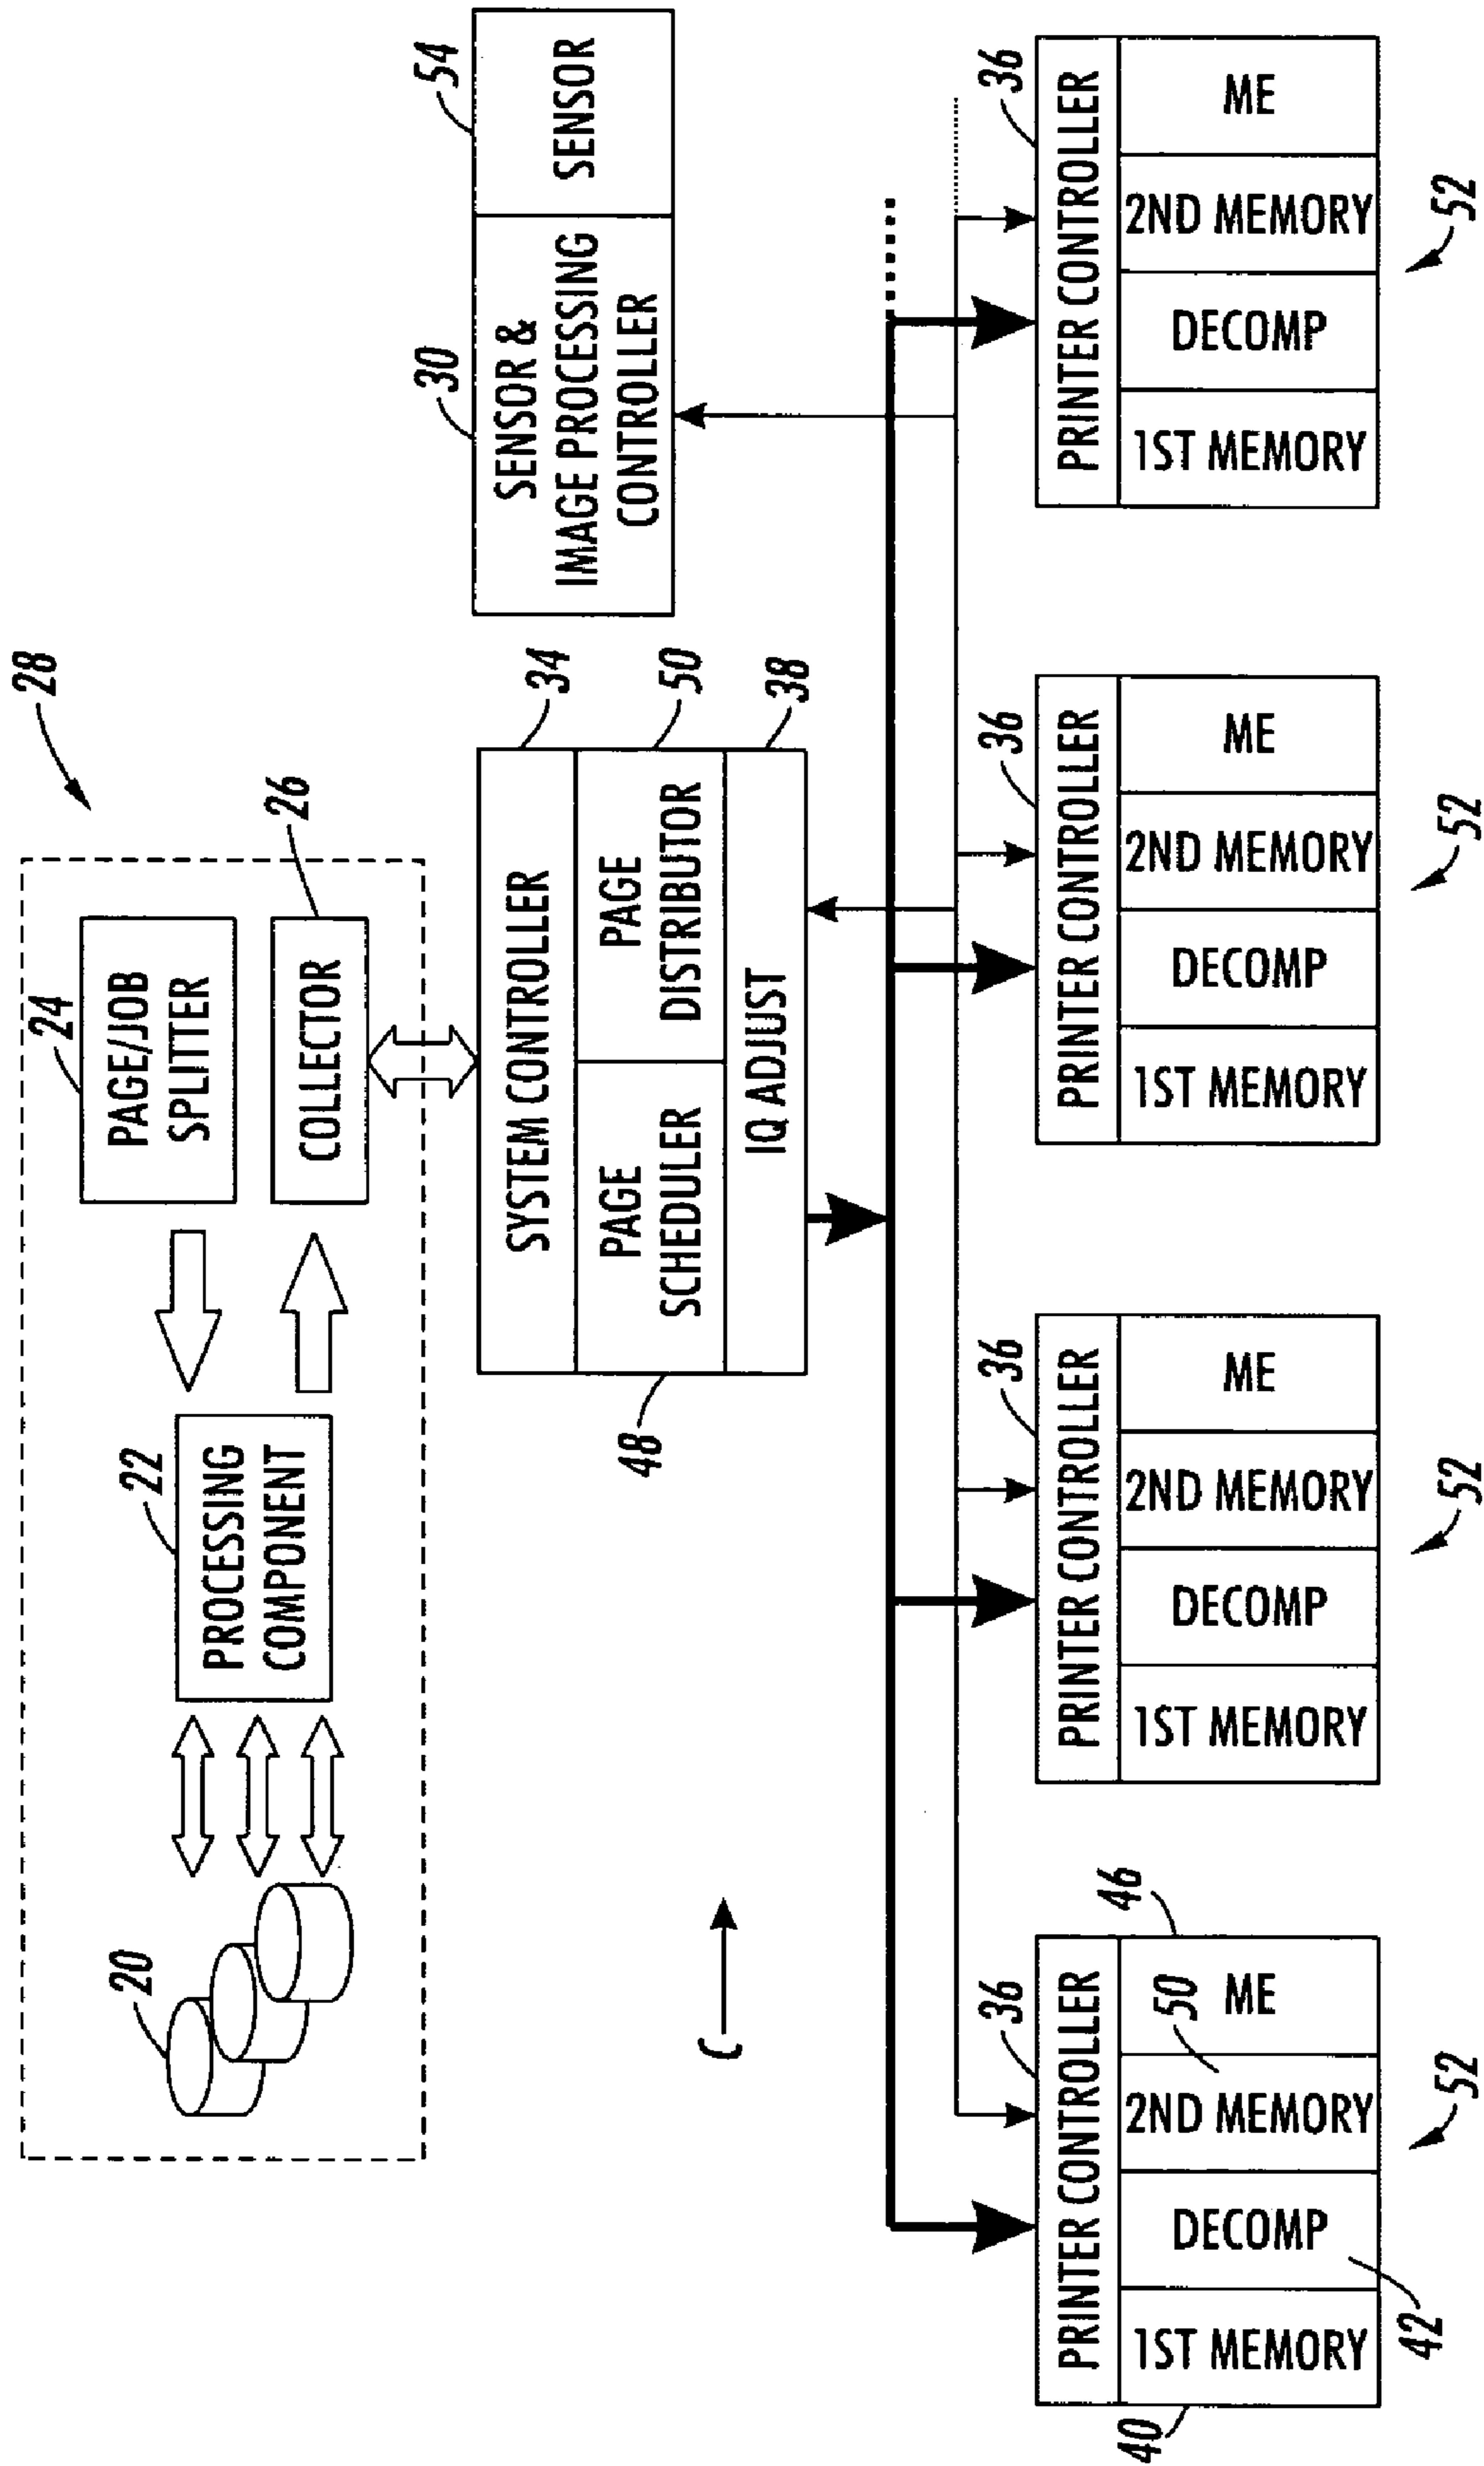 28
24
PAGE/JOB
SPLITTER
26
COLLECTOR
22
PROCESSING
COMPONENT
20
34
SYSTEM CONTROLLER
48
PAGE
SCHEDULER
50
PAGE
DISTRIBUTOR
38
IQ ADJUST
30
SENSOR &
IMAGE PROCESSING
CONTROLLER
54
SENSOR
C
36
PRINTER CONTROLLER
40
1ST MEMORY
42
DECOMP
50
2ND MEMORY
46
ME
52
36
PRINTER CONTROLLER
1ST MEMORY
DECOMP
2ND MEMORY
ME
52
36
PRINTER CONTROLLER
1ST MEMORY
DECOMP
2ND MEMORY
ME
52
36
PRINTER CONTROLLER
1ST MEMORY
DECOMP
2ND MEMORY
ME
52